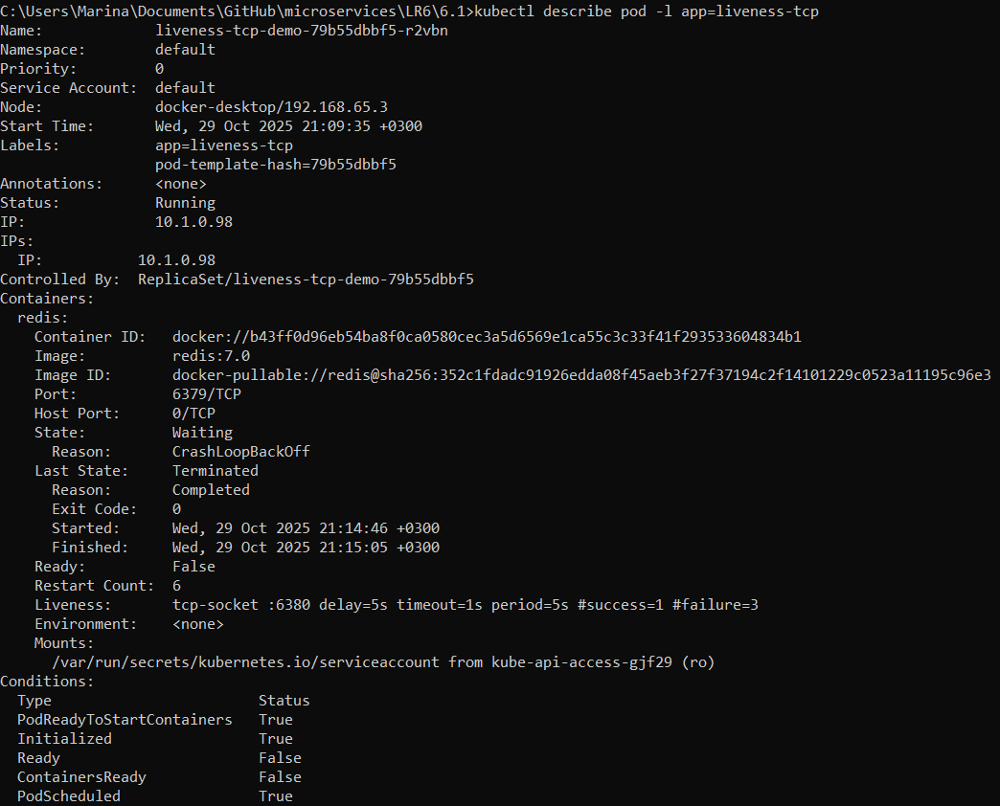 C:\Users\Marina\Documents\GitHub\microservices\LR6\6.1>kubectl describe pod -l app=liveness-tcp
Name:             liveness-tcp-demo-79b55dbbf5-r2vbn
Namespace:        default
Priority:         0
Service Account:  default
Node:             docker-desktop/192.168.65.3
Start Time:       Wed, 29 Oct 2025 21:09:35 +0300
Labels:           app=liveness-tcp
                  pod-template-hash=79b55dbbf5
Annotations:      <none>
Status:           Running
IP:               10.1.0.98
IPs:
  IP:           10.1.0.98
Controlled By:  ReplicaSet/liveness-tcp-demo-79b55dbbf5
Containers:
  redis:
    Container ID:   docker://b43ff0d96eb54ba8f0ca0580cec3a5d6569e1ca55c3c33f41f293533604834b1
    Image:          redis:7.0
    Image ID:       docker-pullable://redis@sha256:352c1fdadc91926edda08f45aeb3f27f37194c2f14101229c0523a11195c96e3
    Port:           6379/TCP
    Host Port:      0/TCP
    State:          Waiting
      Reason:       CrashLoopBackOff
    Last State:     Terminated
      Reason:       Completed
      Exit Code:    0
      Started:      Wed, 29 Oct 2025 21:14:46 +0300
      Finished:     Wed, 29 Oct 2025 21:15:05 +0300
    Ready:          False
    Restart Count:  6
    Liveness:       tcp-socket :6380 delay=5s timeout=1s period=5s #success=1 #failure=3
    Environment:    <none>
    Mounts:
      /var/run/secrets/kubernetes.io/serviceaccount from kube-api-access-gjf29 (ro)
Conditions:
  Type                        Status
  PodReadyToStartContainers   True
  Initialized                 True
  Ready                       False
  ContainersReady             False
  PodScheduled                True